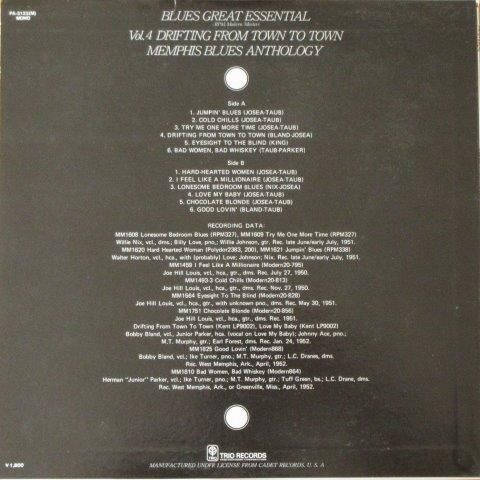 PA-3125(M)
MONO
BLUES GREAT ESSENTIAL
-RPM, Modern, Masters-
Vol.4 DRIFTING FROM TOWN TO TOWN
MEMPHIS BLUES ANTHOLOGY
Side A
1. JUMPIN' BLUES (JOSEA-TAUB)
2. COLD CHILLS (JOSEA-TAUB)
3. TRY ME ONE MORE TIME (JOSEA-TAUB)
4. DRIFTING FROM TOWN TO TOWN (BLAND-JOSEA)
5. EYESIGHT TO THE BLIND (KING)
6. BAD WOMEN, BAD WHISKEY (TAUB-PARKER)
Side B
1. HARD-HEARTED WOMEN (JOSEA-TAUB)
2. I FEEL LIKE A MILLIONAIRE (JOSEA-TAUB)
3. LONESOME BEDROOM BLUES (NIX-JOSEA)
4. LOVE MY BABY (JOSEA-TAUB)
5. CHOCOLATE BLONDE (JOSEA-TAUB)
6. GOOD LOVIN' (BLAND-TAUB)
RECORDING DATA:
MM1608 Lonesome Bedroom Blues (RPM327), MM1609 Try Me One More Time (RPM327)
Willie Nix, vcl.; dms.; Billy Love, pno.; Willie Johnson, gtr. Rec. late June/early July, 1951.
MM1620 Hard Hearted Woman (Polydor2383, 200), MM1621 Jumpin' Blues (RPM338)
Walter Horton, vcl., hca., with (probably) Love; Johnson; Nix. Rec. late June/early July, 1951.
MM1459 I Feel Like A Millionaire (Modern20-795)
Joe Hill Louis, vcl., hca., gtr., dms. Rec. July 27, 1950.
MM1493-3 Cold Chills (Modern20-813)
Joe Hill Louis, vcl., hca., gtr., dms. Rec. Nov. 27, 1950.
MM1564 Eyesight To The Blind (Modern20-828)
Joe Hill Louis, vcl., hca., gtr., with unknown pno., dms. Rec. May 30, 1951.
MM1751 Chocolate Blonde (Modern20-856)
Joe Hill Louis, vcl., hca., gtr., dms. Rec. 1951.
Drifting From Town To Town (Kent LP9002), Love My Baby (Kent LP9002)
Bobby Bland, vcl., Junior Parker, hca. (vocal on Love My Baby); Johnny Ace, pno.;
M.T. Murphy, gtr.; Earl Forest, dms. Rec. Jan. 24, 1952.
MM1825 Good Lovin' (Modern868)
Bobby Bland, vcl.; Ike Turner, pno.; M.T. Murphy, gtr.; L.C. Dranes, dms.
Rec. West Memphis, Ark., April, 1952.
MM1810 Bad Women, Bad Whiskey (Modern864)
Herman "Junior" Parker, vcl.; Ike Turner, pno.; M.T. Murphy, gtr.; Tuff Green, bs.; L.C. Drane, dms.
Rec. West Memphis, Ark., or Greenville, Miss., April, 1952.
¥1,800
TRIO RECORDS
MANUFACTURED UNDER LICENSE FROM CADET RECORDS, U. S. A